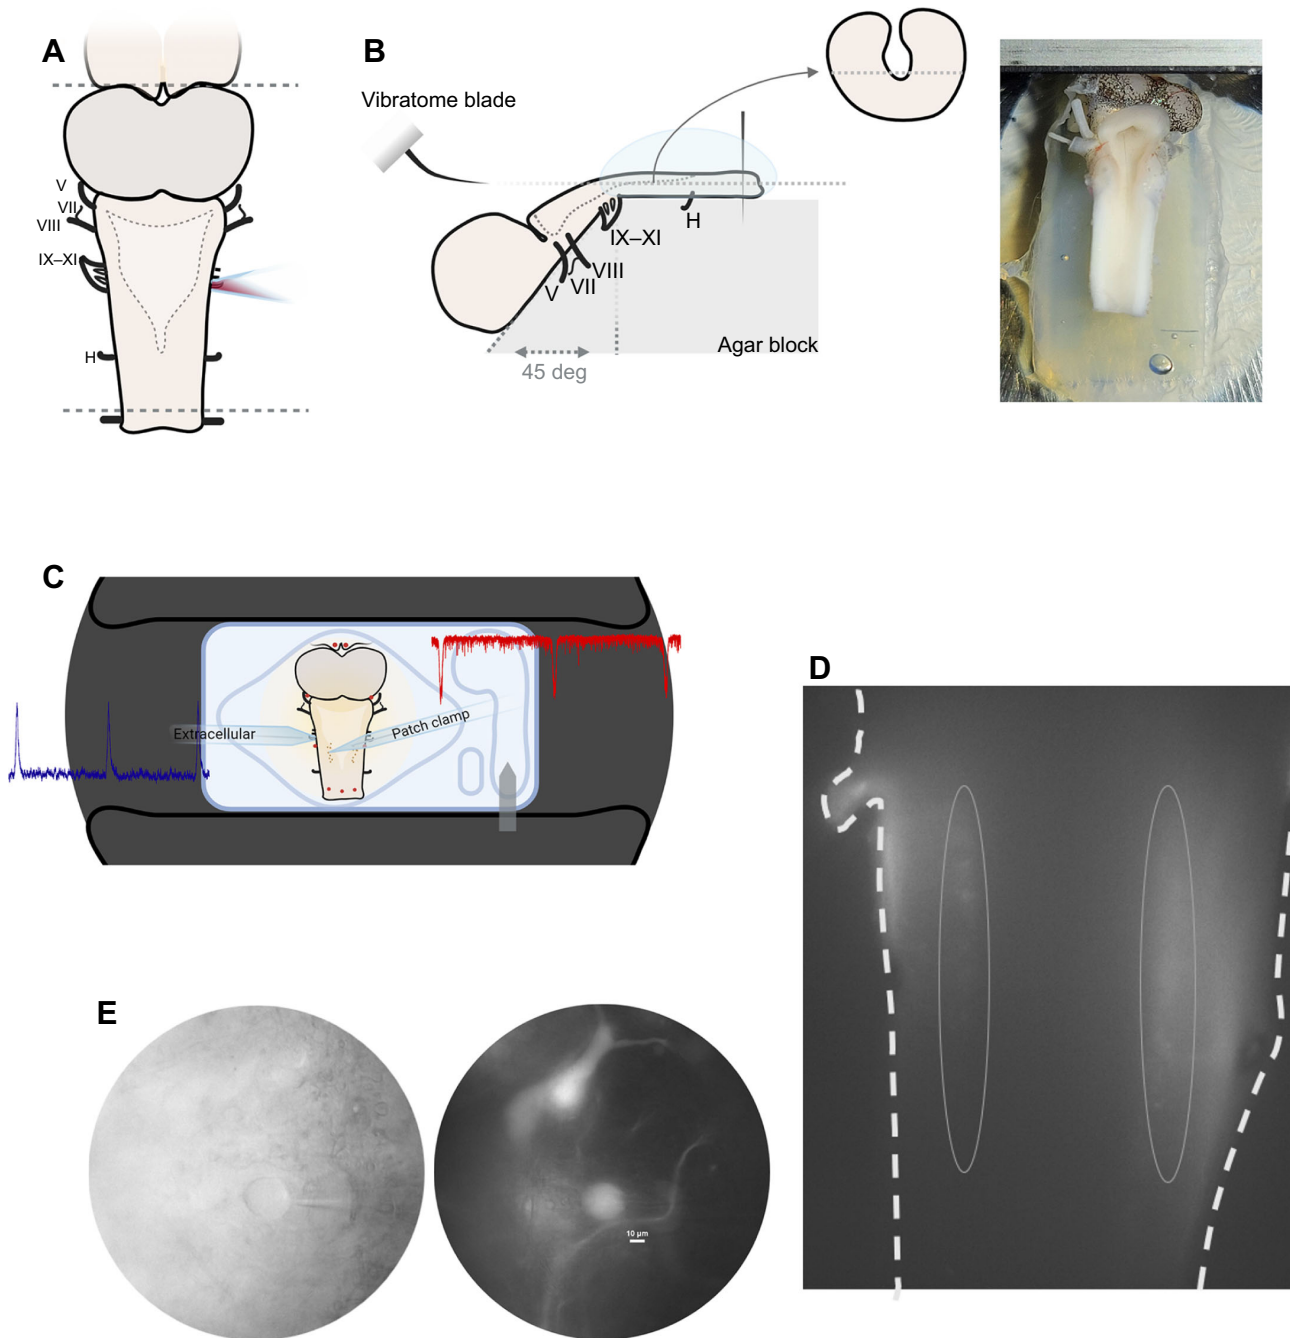 A
V
VII
VIII
IX–XI
H
B
Vibratome blade
H
IX–XI
VIII
VII
V
Agar block
45 deg
C
Extracellular
Patch clamp
D
E
10 µm